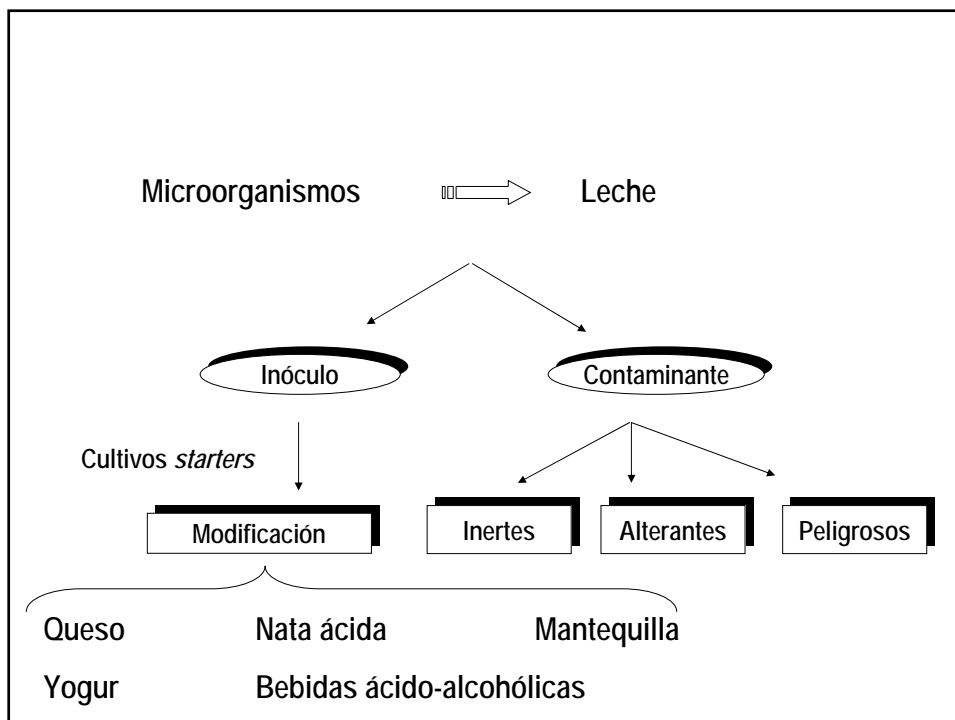 Microorganismos Leche
Inóculo Contaminante
Cultivos starters
Modificación Inertes Alterantes Peligrosos
Queso Nata ácida Mantequilla
Yogur Bebidas ácido-alcohólicas